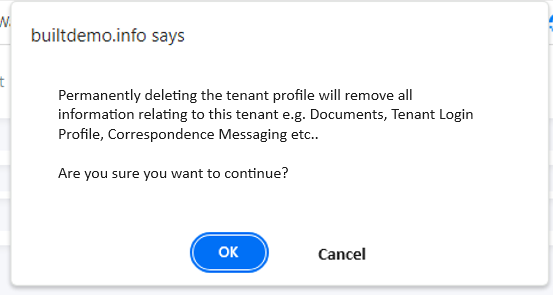 builtdemo.info says
Permanently deleting the tenant profile will remove all
information relating to this tenant e.g. Documents, Tenant Login
Profile, Correspondence Messaging etc..
Are you sure you want to continue?
OK
Cancel